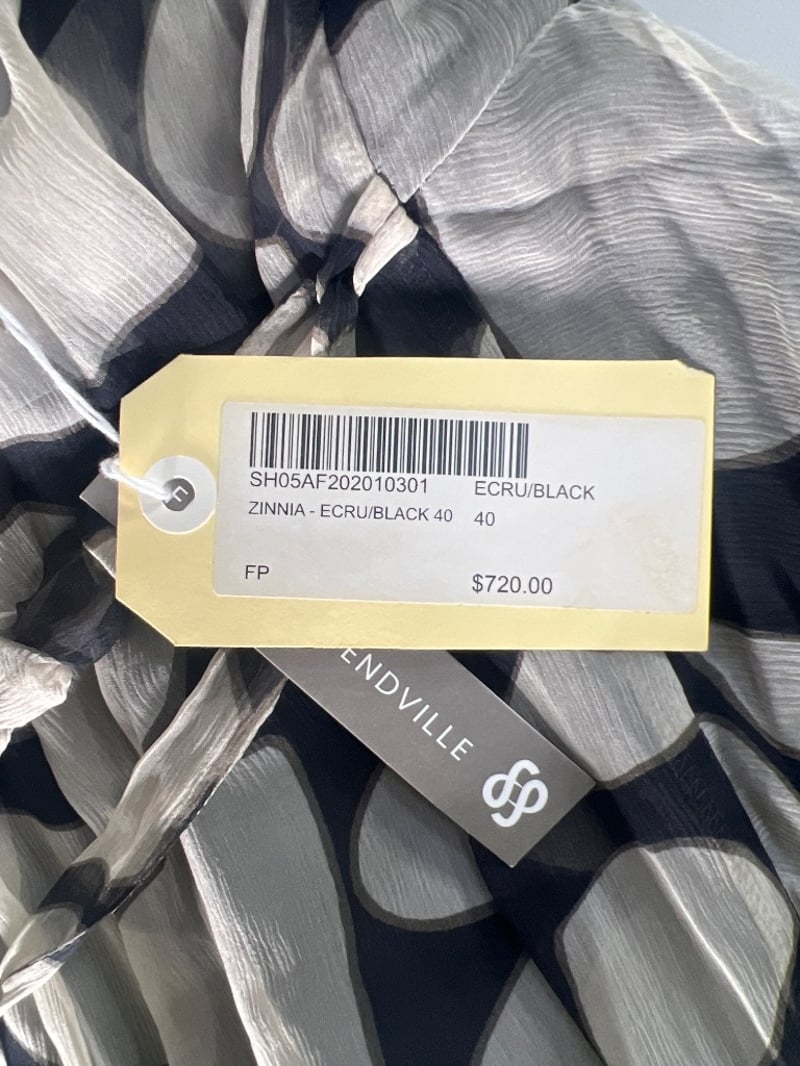 SH05AF202010301 ECRU/BLACK
ZINNIA - ECRU/BLACK 40 40
FP $720.00
F
ENDVILLE